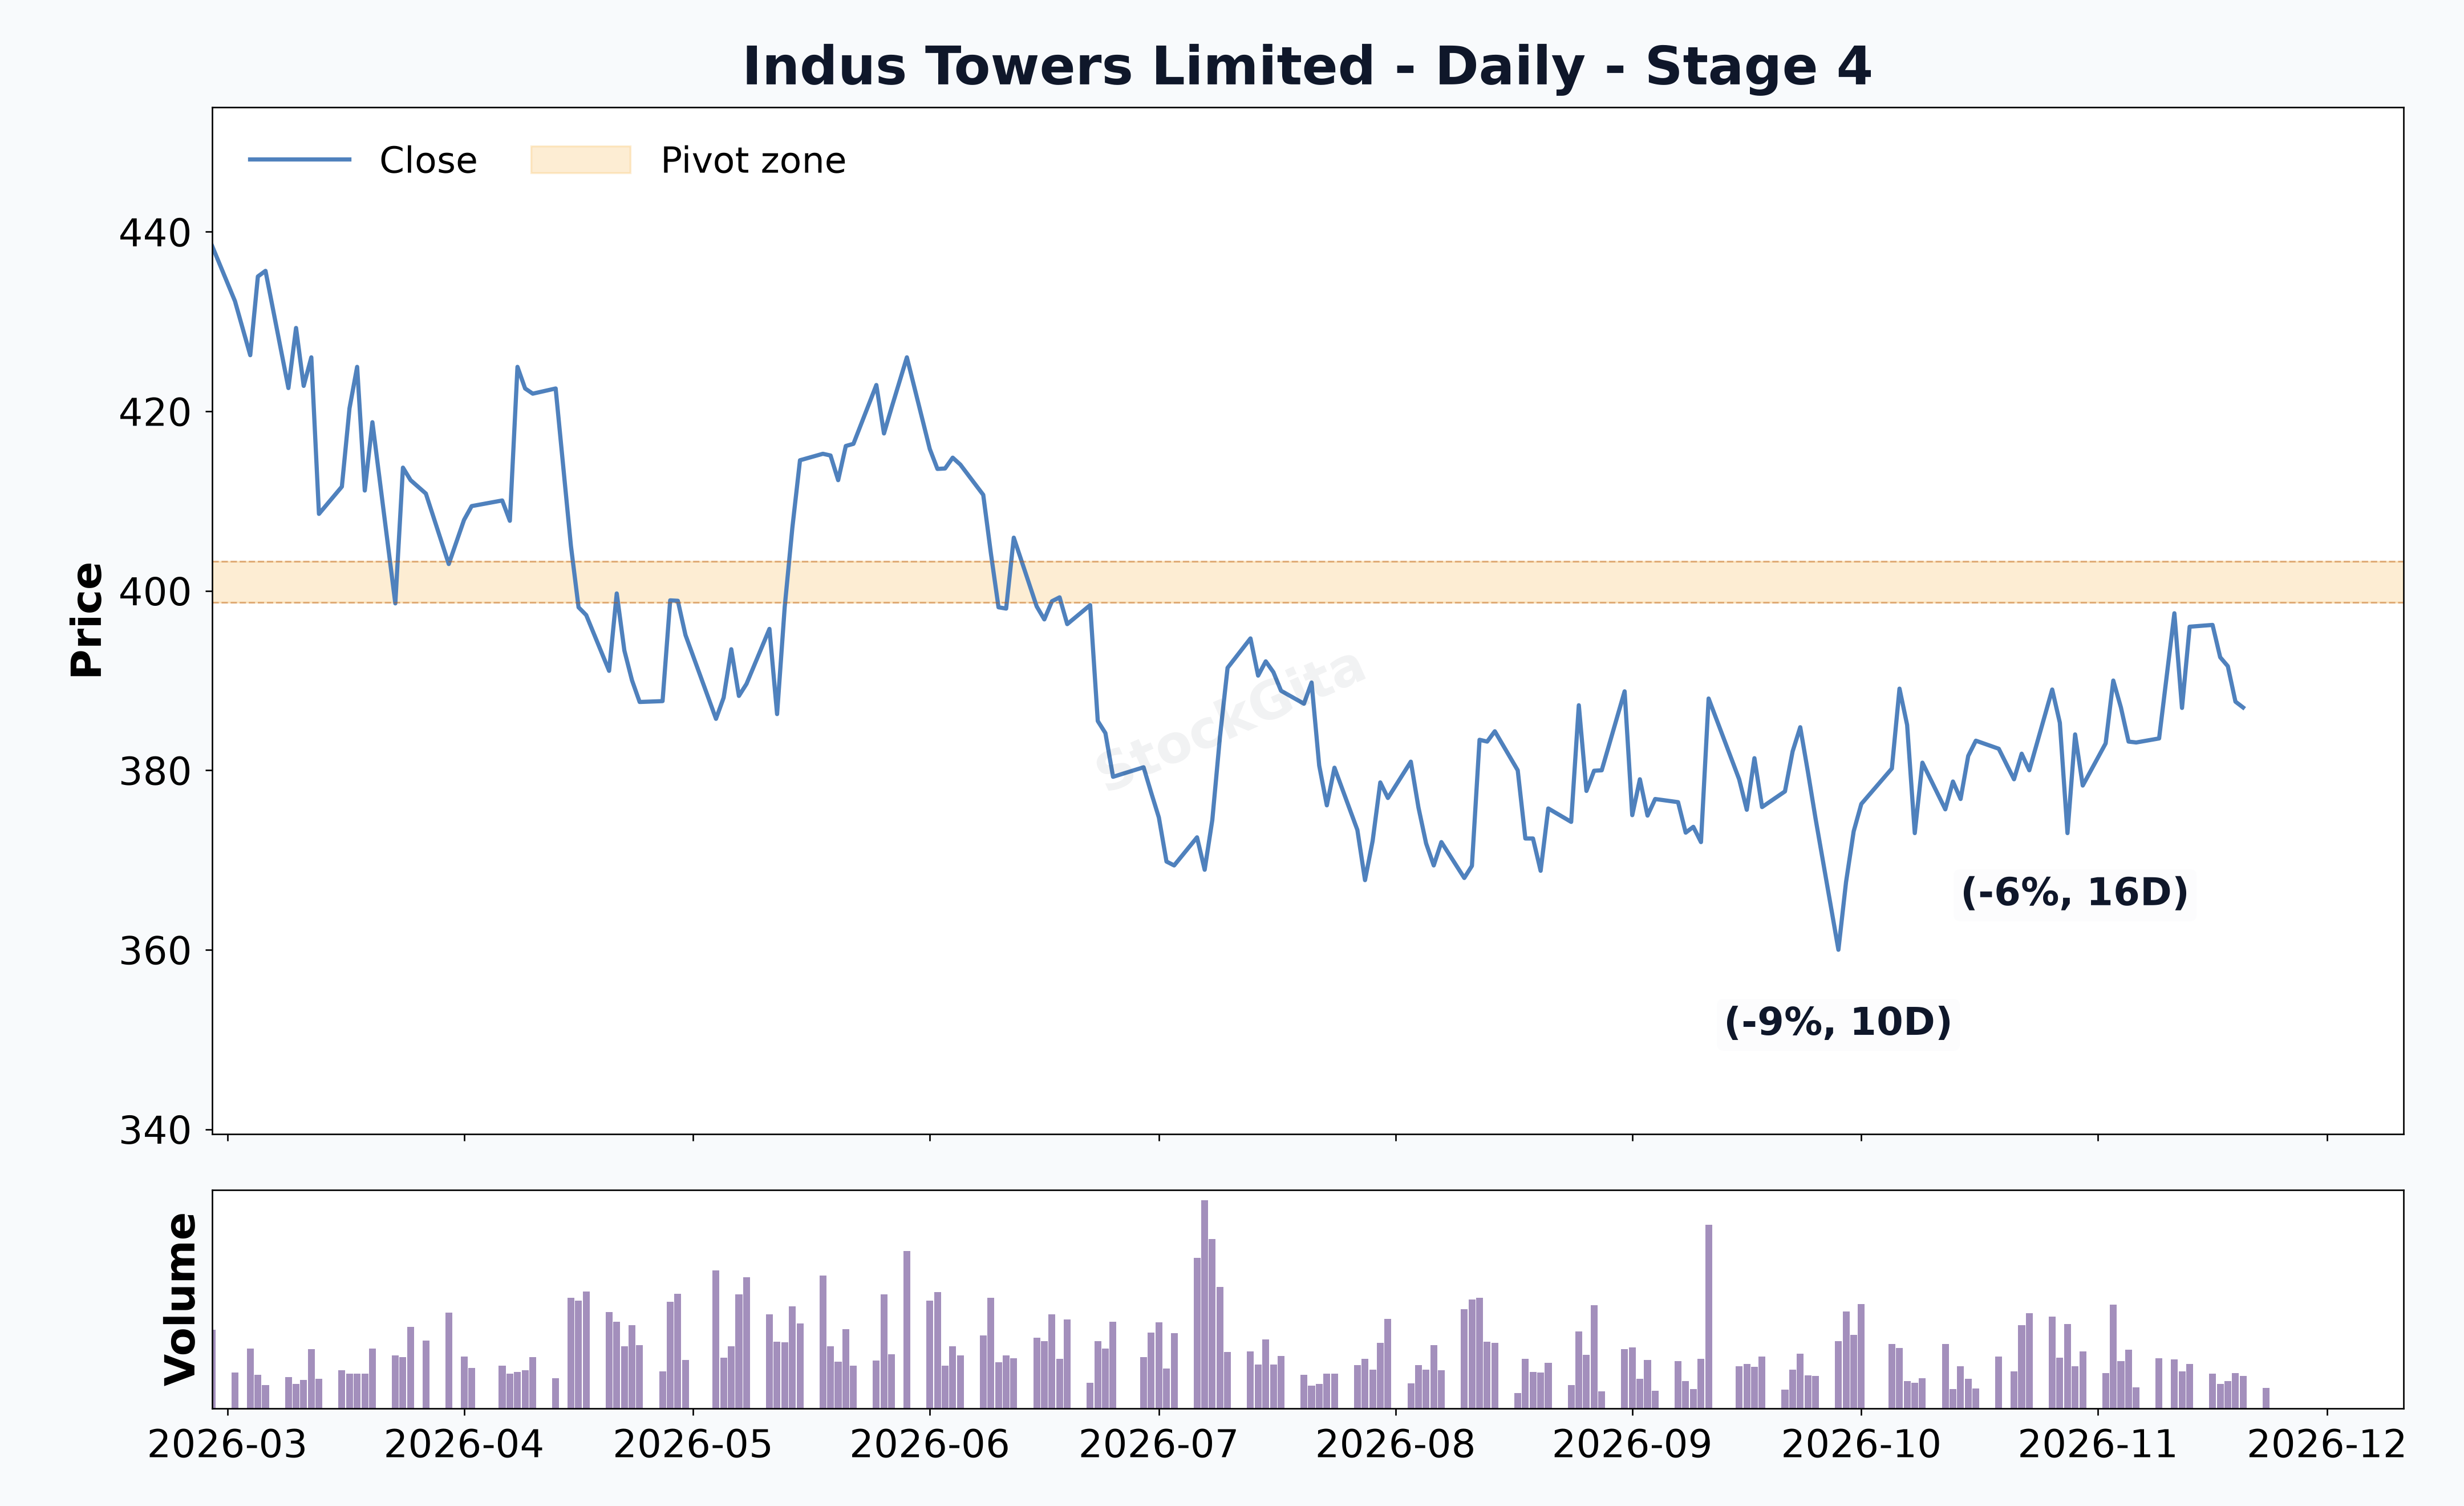 Indus Towers Limited - Daily - Stage 4
Close
Pivot zone
Price
440
420
400
380
360
340
StockGita
(-6%, 16D)
(-9%, 10D)
Volume
2026-03
2026-04
2026-05
2026-06
2026-07
2026-08
2026-09
2026-10
2026-11
2026-12